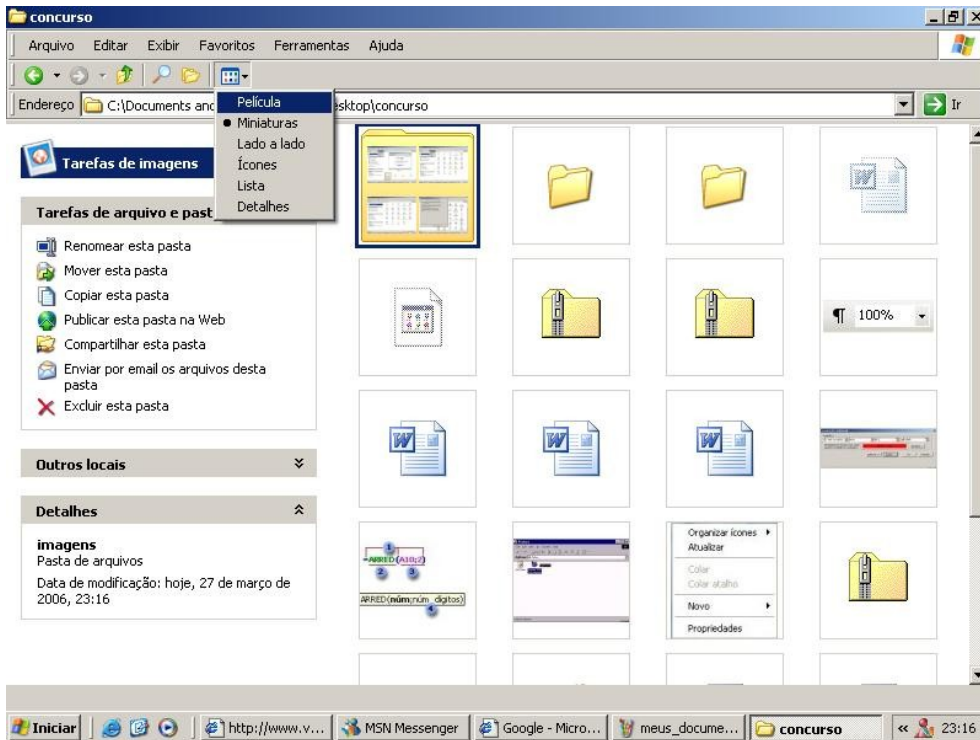 concurso
Arquivo Editar Exibir Favoritos Ferramentas Ajuda
Endereço C:\Documents and sktop\concurso Ir
Película
Miniaturas
Lado a lado
Ícones
Lista
Detalhes
Tarefas de imagens
Tarefas de arquivo e past
Renomear esta pasta
Mover esta pasta
Copiar esta pasta
Publicar esta pasta na Web
Compartilhar esta pasta
Enviar por email os arquivos desta
pasta
Excluir esta pasta
Outros locais
Detalhes
imagens
Pasta de arquivos
Data de modificação: hoje, 27 de março de
2006, 23:16
¶ 100%
=ARRED(A10;2)
1
2 3
ARRED(núm;núm_dígitos)
4
Organizar ícones
Atualizar
Colar
Colar atalho
Novo
Propriedades
Iniciar http://www.v... MSN Messenger Google - Micro... meus_docume... concurso « 23:16